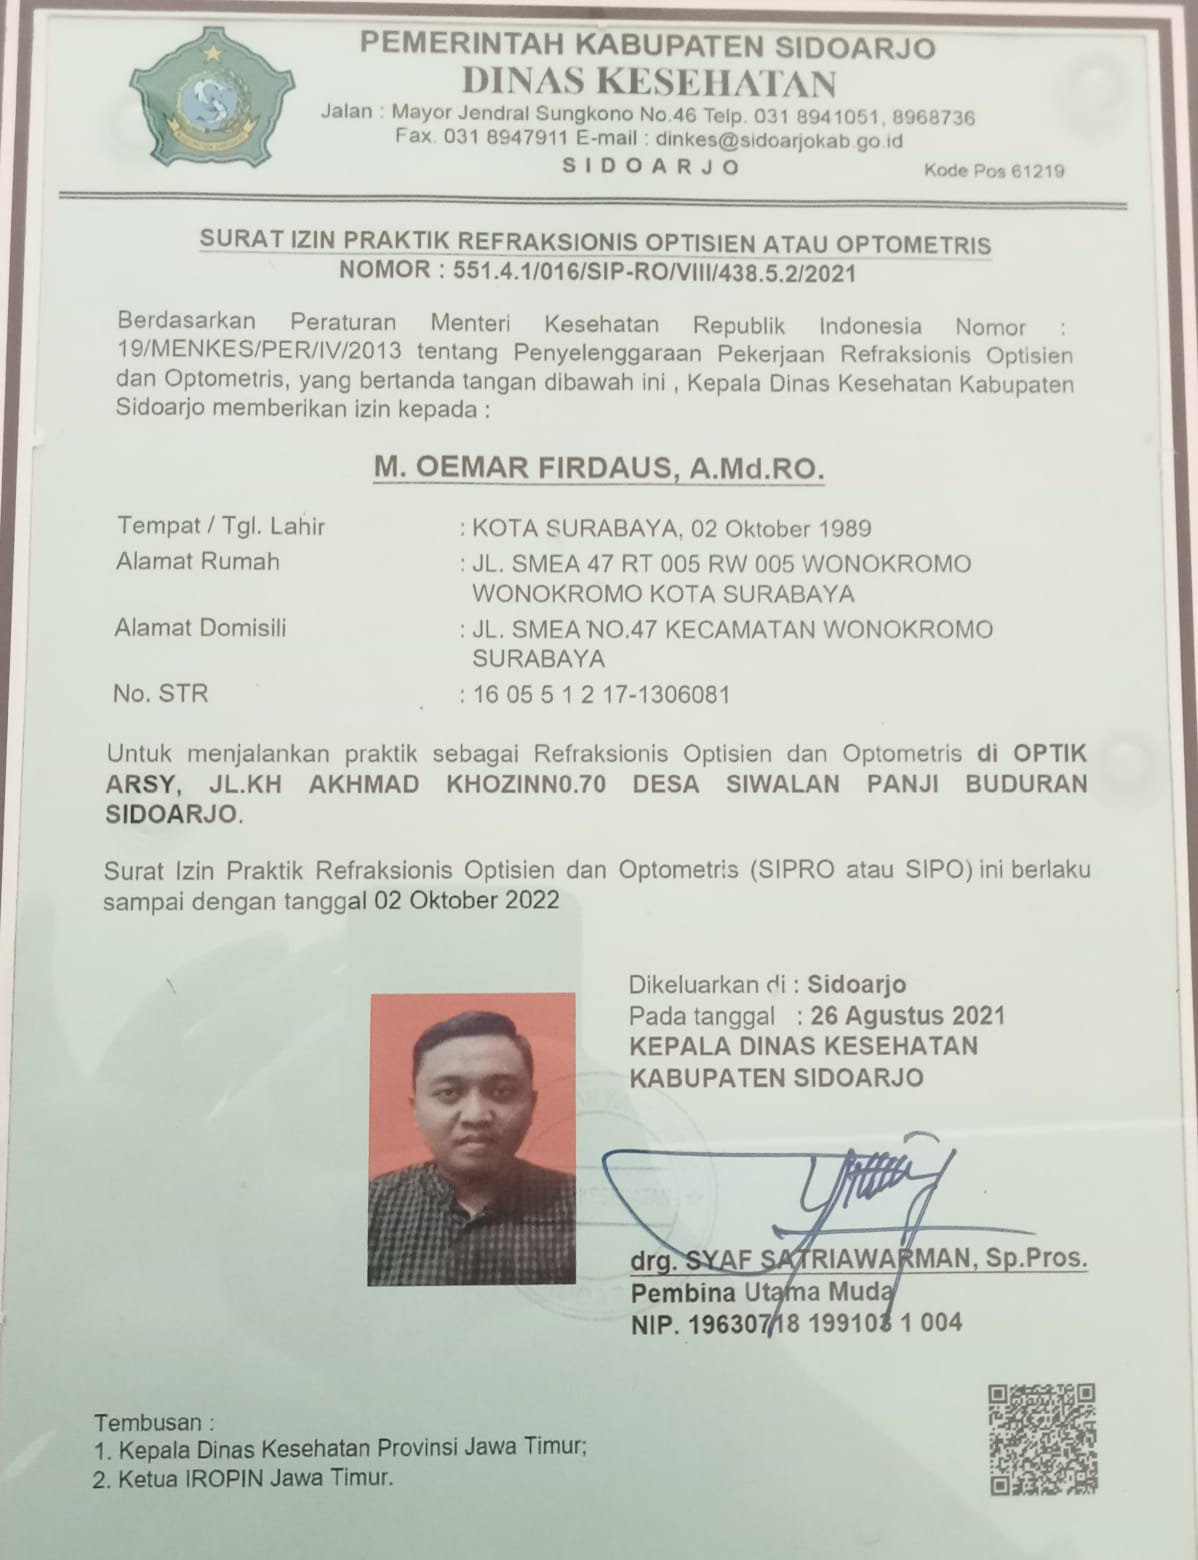 PEMERINTAH KABUPATEN SIDOARJO
DINAS KESEHATAN
Jalan : Mayor Jendral Sungkono No.46 Telp. 031 8941051, 8968736
Fax. 031 8947911 E-mail : dinkes@sidoarjokab.go.id
S I D O A R J O
Kode Pos 61219
SURAT IZIN PRAKTIK REFRAKSIONIS OPTISIEN ATAU OPTOMETRIS
NOMOR : 551.4.1/016/SIP-RO/VIII/438.5.2/2021
Berdasarkan Peraturan Menteri Kesehatan Republik Indonesia Nomor :
19/MENKES/PER/IV/2013 tentang Penyelenggaraan Pekerjaan Refraksionis Optisien
dan Optometris, yang bertanda tangan dibawah ini , Kepala Dinas Kesehatan Kabupaten
Sidoarjo memberikan izin kepada :
M. OEMAR FIRDAUS, A.Md.RO.
Tempat / Tgl. Lahir : KOTA SURABAYA, 02 Oktober 1989
Alamat Rumah : JL. SMEA 47 RT 005 RW 005 WONOKROMO
WONOKROMO KOTA SURABAYA
Alamat Domisili : JL. SMEA NO.47 KECAMATAN WONOKROMO
SURABAYA
No. STR : 16 05 5 1 2 17-1306081
Untuk menjalankan praktik sebagai Refraksionis Optisien dan Optometris di OPTIK
ARSY, JL.KH AKHMAD KHOZINN0.70 DESA SIWALAN PANJI BUDURAN
SIDOARJO.
Surat Izin Praktik Refraksionis Optisien dan Optometris (SIPRO atau SIPO) ini berlaku
sampai dengan tanggal 02 Oktober 2022
Dikeluarkan di : Sidoarjo
Pada tanggal : 26 Agustus 2021
KEPALA DINAS KESEHATAN
KABUPATEN SIDOARJO
drg. SYAF SATRIAWARMAN, Sp.Pros.
Pembina Utama Muda
NIP. 19630718 199103 1 004
Tembusan :
1. Kepala Dinas Kesehatan Provinsi Jawa Timur;
2. Ketua IROPIN Jawa Timur.